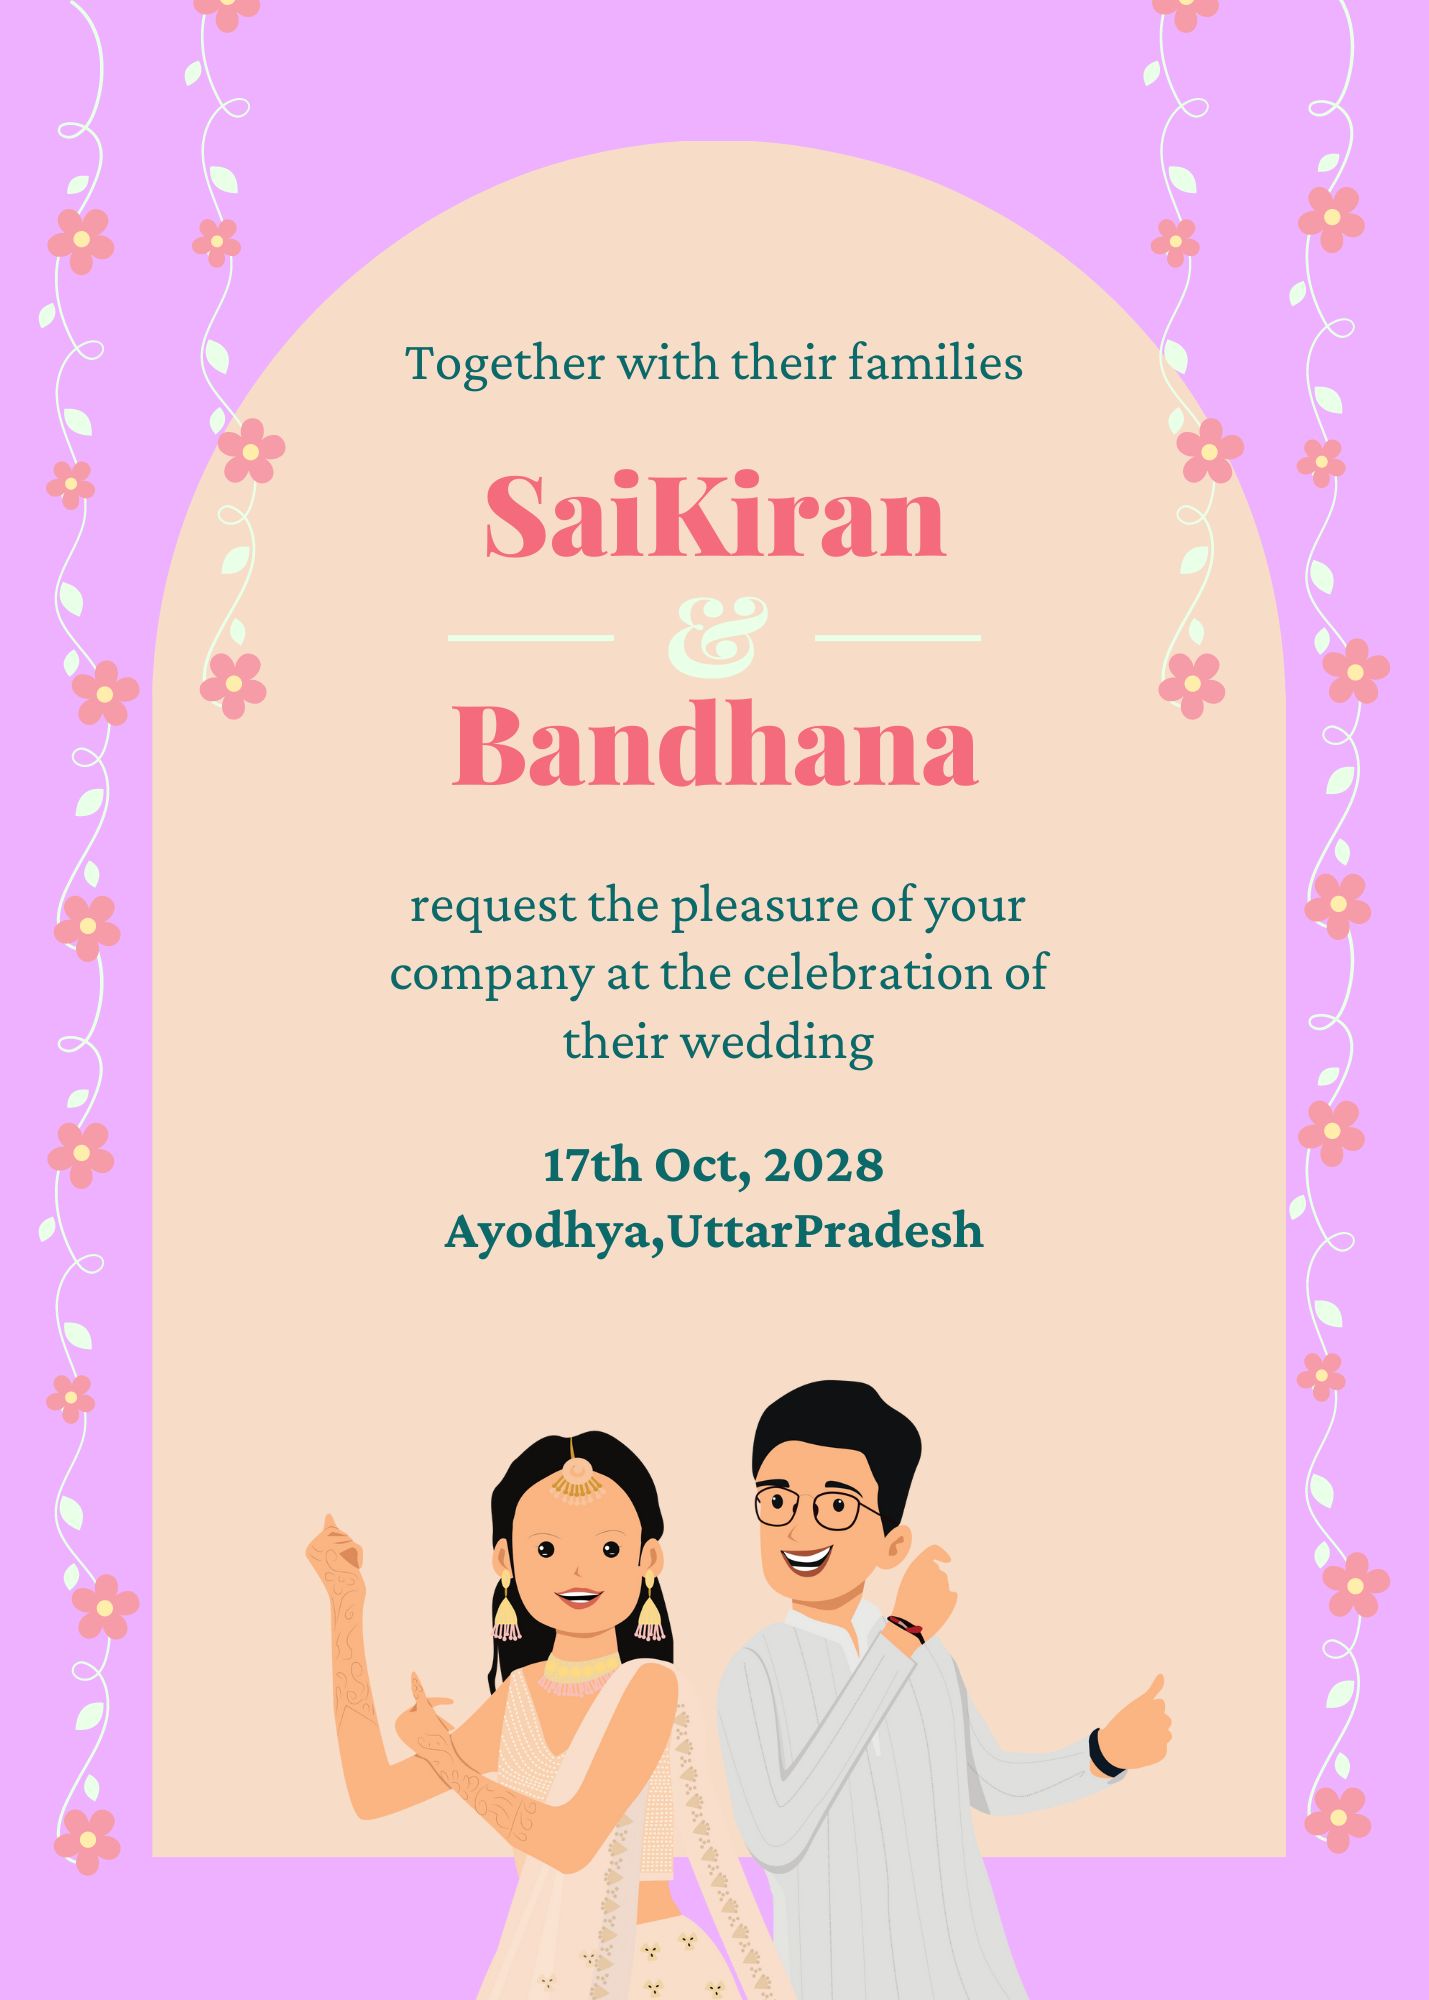 Together with their families
SaiKiran
&
Bandhana
request the pleasure of your
company at the celebration of
their wedding
17th Oct, 2028
Ayodhya,UttarPradesh